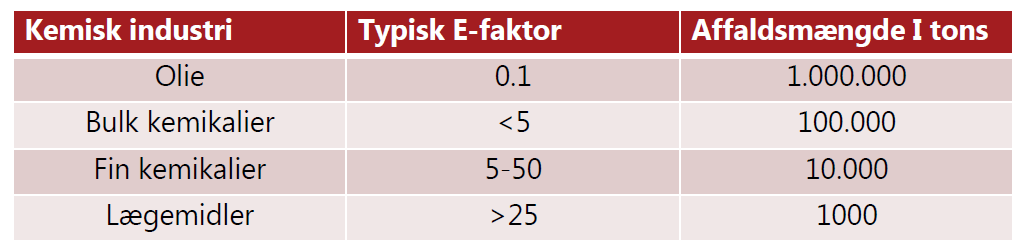 Kemisk industri Typisk E-faktor Affaldsmængde I tons
Olie 0.1 1.000.000
Bulk kemikalier <5 100.000
Fin kemikalier 5-50 10.000
Lægemidler >25 1000